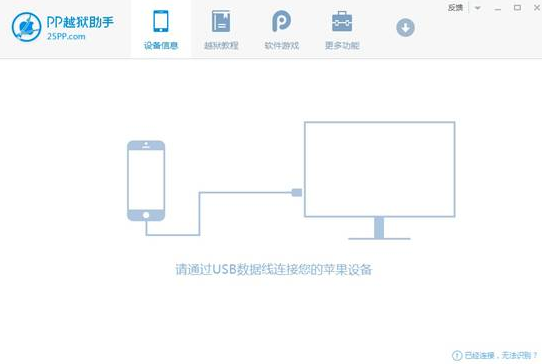 PP越狱助手
25PP.com
设备信息
越狱教程
软件游戏
更多功能
反馈
请通过USB数据线连接您的苹果设备
已经连接，无法识别？